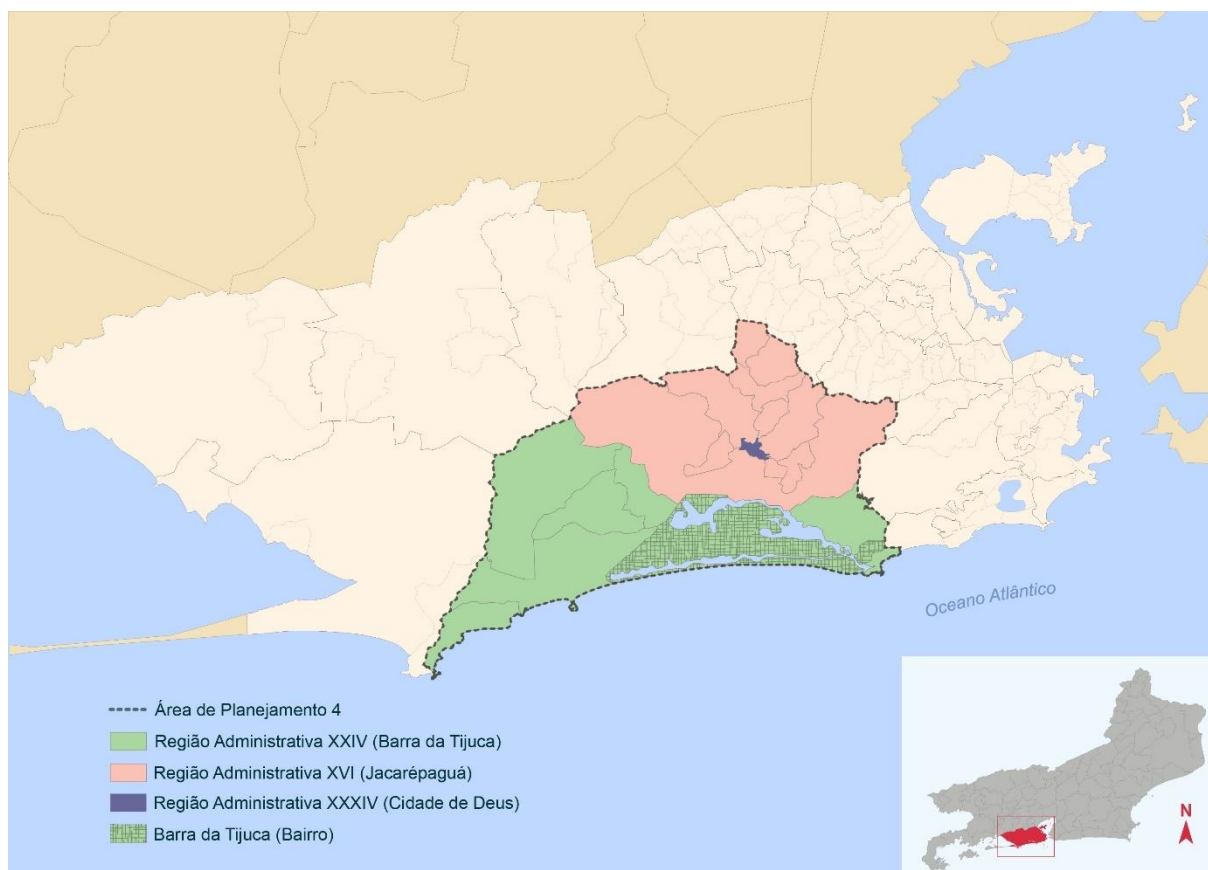 Oceano Atlântico
Área de Planejamento 4
Região Administrativa XXIV (Barra da Tijuca)
Região Administrativa XVI (Jacarépaguá)
Região Administrativa XXXIV (Cidade de Deus)
Barra da Tijuca (Bairro)
N